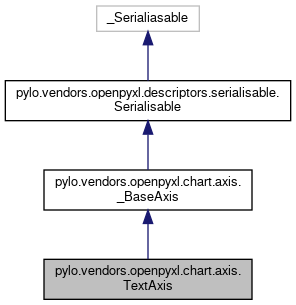 _Serialiasable
pylo.vendors.openpyxl.descriptors.serialisable.
Serialisable
pylo.vendors.openpyxl.chart.axis.
_BaseAxis
pylo.vendors.openpyxl.chart.axis.
TextAxis